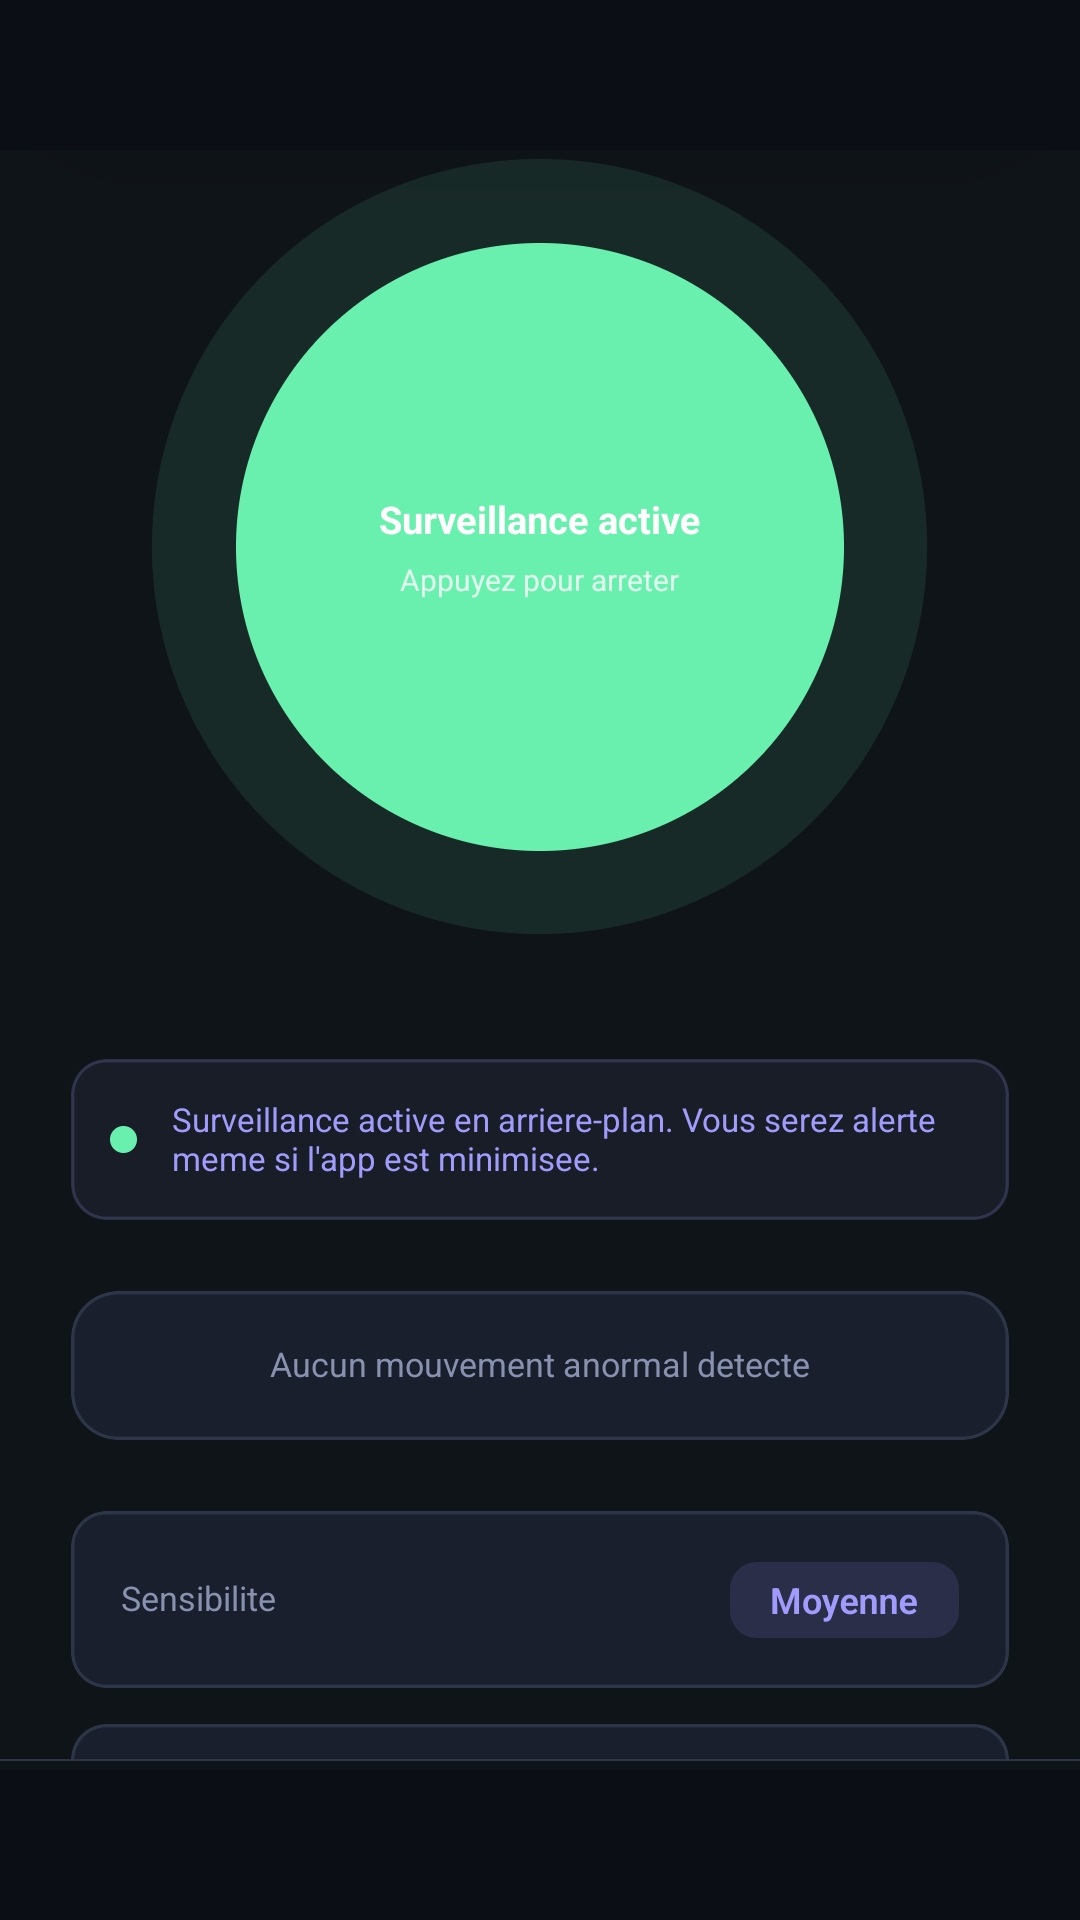 Surveillance active
Appuyez pour arreter
Surveillance active en arriere-plan. Vous serez alerte
meme si l'app est minimisee.
Aucun mouvement anormal detecte
Sensibilite
Moyenne